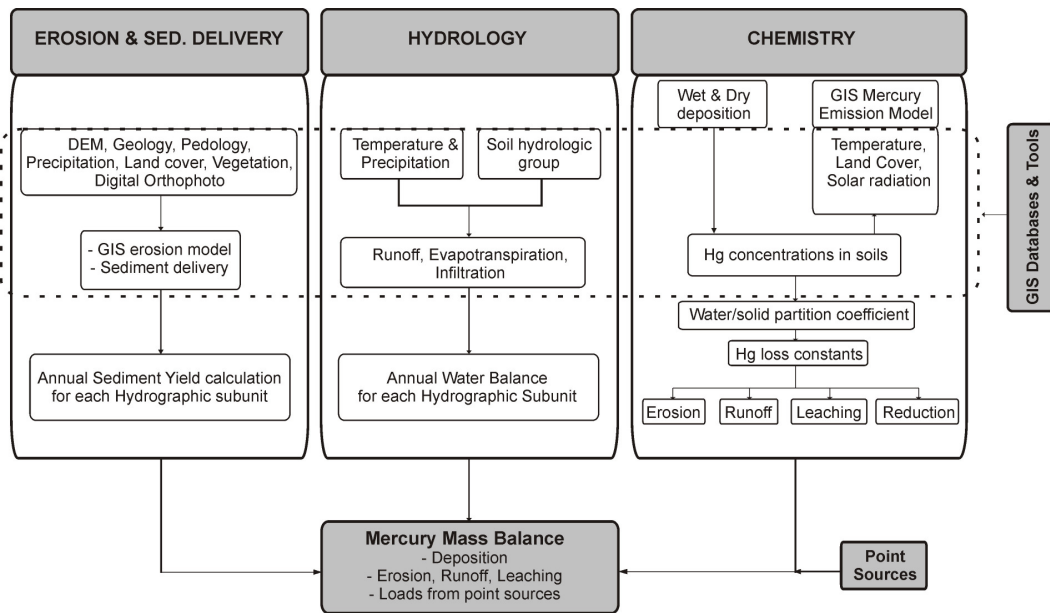 EROSION & SED. DELIVERY
DEM, Geology, Pedology,
Precipitation, Land cover, Vegetation,
Digital Orthophoto
- GIS erosion model
- Sediment delivery
Annual Sediment Yield calculation
for each Hydrographic subunit
HYDROLOGY
Temperature &
Precipitation
Soil hydrologic
group
Runoff, Evapotranspiration,
Infiltration
Annual Water Balance
for each Hydrographic Subunit
CHEMISTRY
Wet & Dry
deposition
GIS Mercury
Emission Model
Temperature,
Land Cover,
Solar radiation
Hg concentrations in soils
Water/solid partition coefficient
Hg loss constants
Erosion
Runoff
Leaching
Reduction
GIS Databases & Tools
Mercury Mass Balance
- Deposition
- Erosion, Runoff, Leaching
- Loads from point sources
Point
Sources